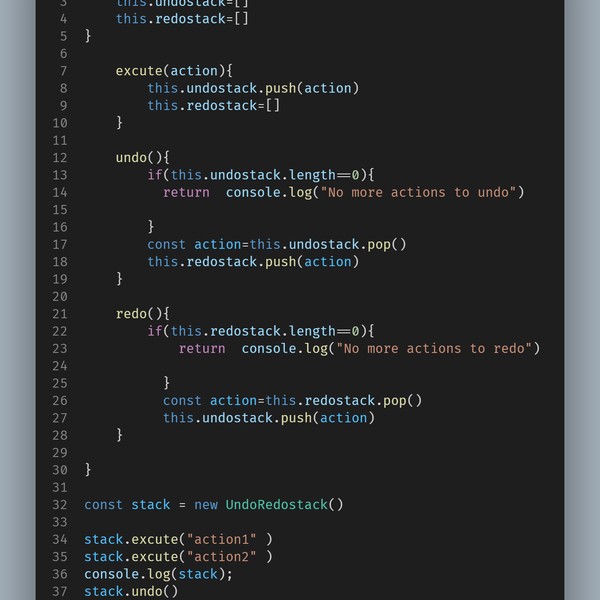 3 this.undostack=[]
4 this.redostack=[]
5 }
6
7 excute(action){
8 this.undostack.push(action)
9 this.redostack=[]
10 }
11
12 undo(){
13 if(this.undostack.length==0){
14 return  console.log("No more actions to undo")
15
16 }
17 const action=this.undostack.pop()
18 this.redostack.push(action)
19 }
20
21 redo(){
22 if(this.redostack.length==0){
23 return  console.log("No more actions to redo")
24
25 }
26 const action=this.redostack.pop()
27 this.undostack.push(action)
28 }
29
30 }
31
32 const stack = new UndoRedostack()
33
34 stack.excute("action1" )
35 stack.excute("action2" )
36 console.log(stack);
37 stack.undo()